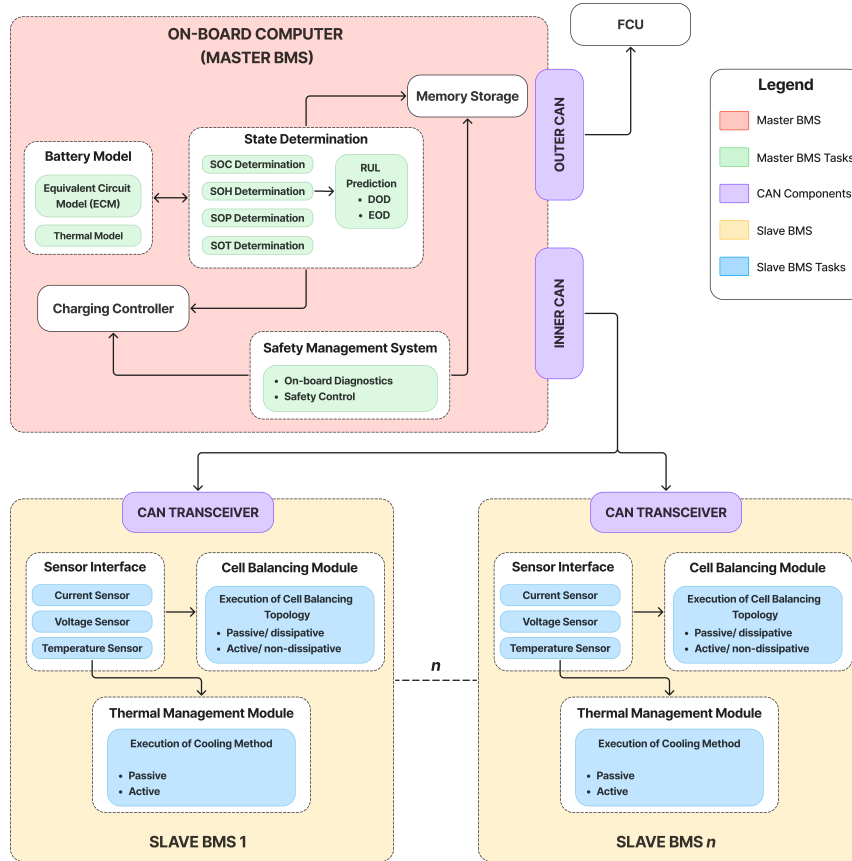 ON-BOARD COMPUTER
(MASTER BMS)
FCU
Memory Storage
OUTER CAN
Legend
Master BMS
Master BMS Tasks
CAN Components
Slave BMS
Slave BMS Tasks
Battery Model
Equivalent Circuit
Model (ECM)
Thermal Model
State Determination
SOC Determination
SOH Determination
SOP Determination
SOT Determination
RUL
Prediction
• DOD
• EOD
Charging Controller
INNER CAN
Safety Management System
• On-board Diagnostics
• Safety Control
CAN TRANSCEIVER
Sensor Interface
Current Sensor
Voltage Sensor
Temperature Sensor
Cell Balancing Module
Execution of Cell Balancing
Topology
• Passive/ dissipative
• Active/ non-dissipative
Thermal Management Module
Execution of Cooling Method
• Passive
• Active
SLAVE BMS 1
n
CAN TRANSCEIVER
Sensor Interface
Current Sensor
Voltage Sensor
Temperature Sensor
Cell Balancing Module
Execution of Cell Balancing
Topology
• Passive/ dissipative
• Active/ non-dissipative
Thermal Management Module
Execution of Cooling Method
• Passive
• Active
SLAVE BMS n